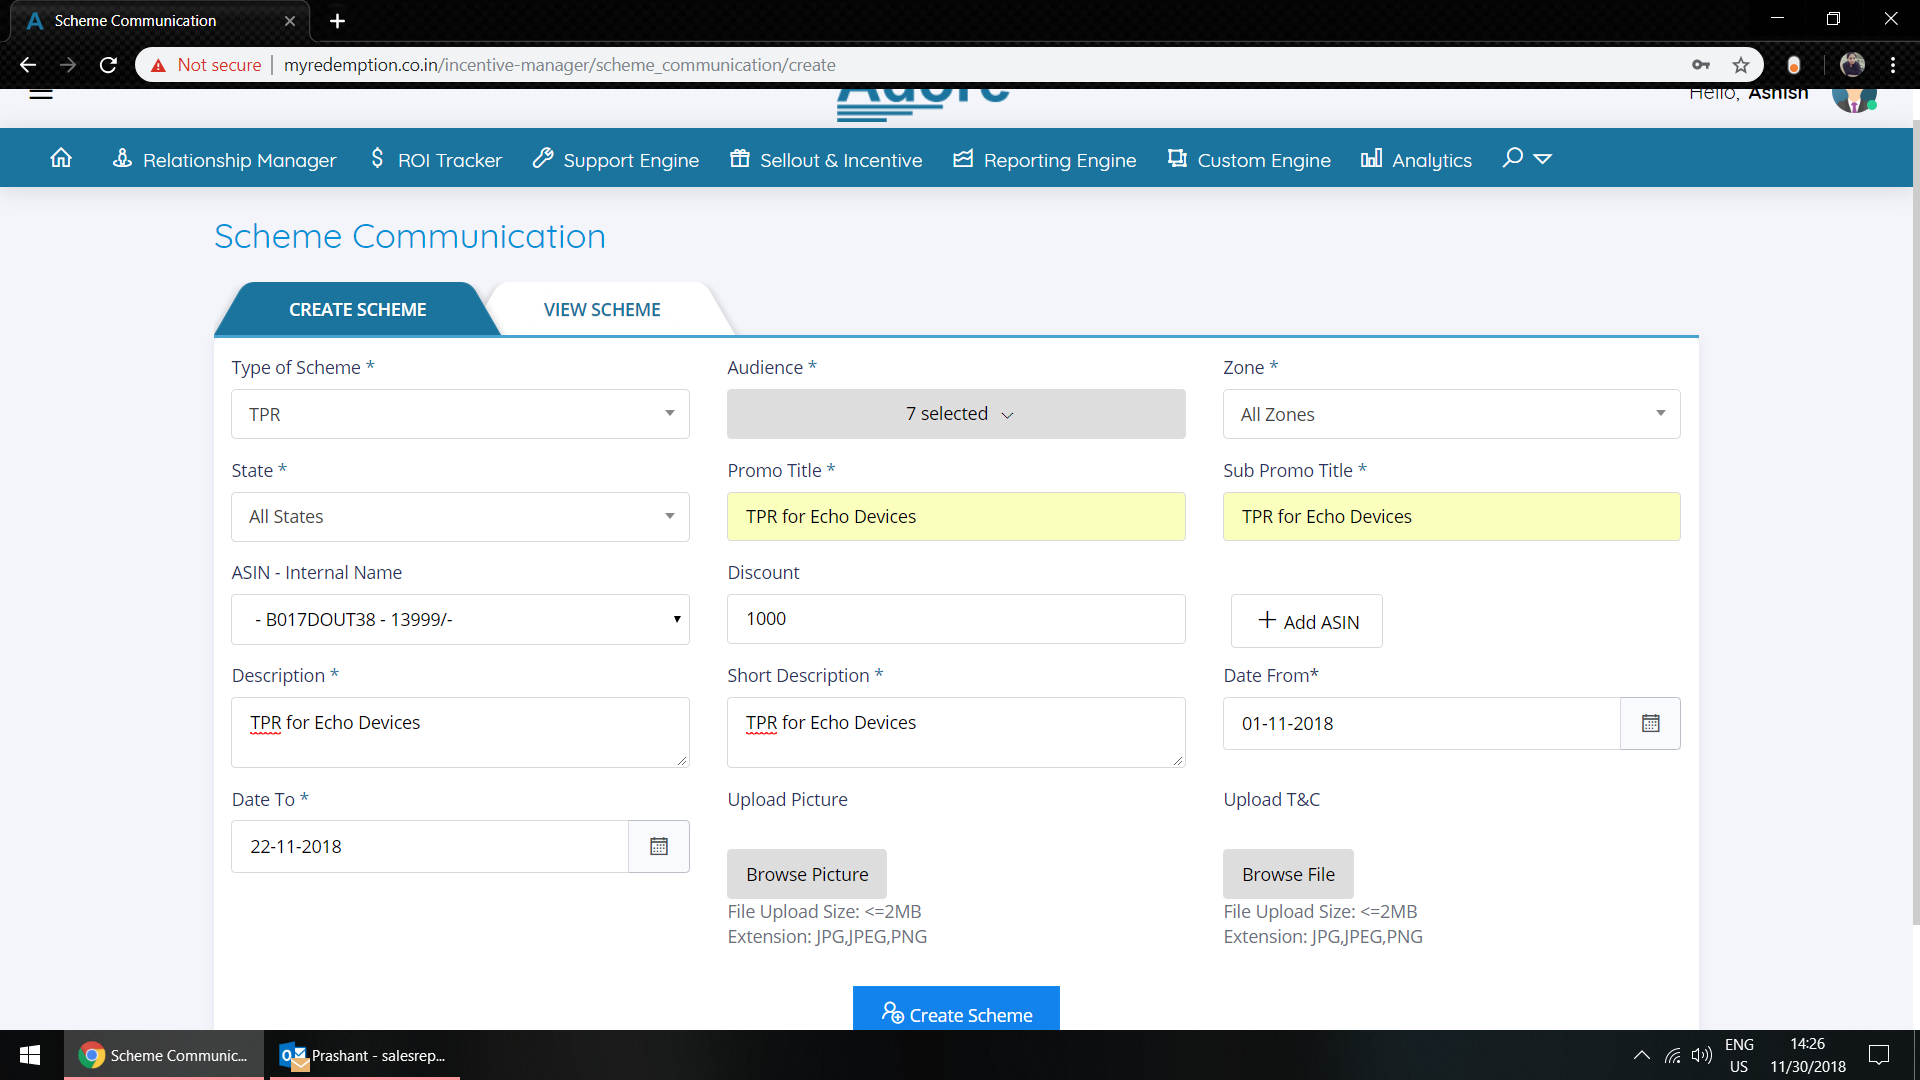 Scheme Communication
Not secure
myredemption.co.in/incentive-manager/scheme_communication/create
Adore
Hello, Ashish
Relationship Manager
ROI Tracker
Support Engine
Sellout & Incentive
Reporting Engine
Custom Engine
Analytics
Scheme Communication
CREATE SCHEME
VIEW SCHEME
Type of Scheme *
Audience *
Zone *
TPR
7 selected
All Zones
State *
Promo Title *
Sub Promo Title *
All States
TPR for Echo Devices
TPR for Echo Devices
ASIN - Internal Name
Discount
- B017DOUT38 - 13999/-
1000
+ Add ASIN
Description *
Short Description *
Date From*
TPR for Echo Devices
TPR for Echo Devices
01-11-2018
Date To *
Upload Picture
Upload T&C
22-11-2018
Browse Picture
Browse File
File Upload Size: <=2MB
File Upload Size: <=2MB
Extension: JPG,JPEG,PNG
Extension: JPG,JPEG,PNG
Create Scheme
Scheme Communic...
Prashant - salesrep...
ENG
US
14:26
11/30/2018